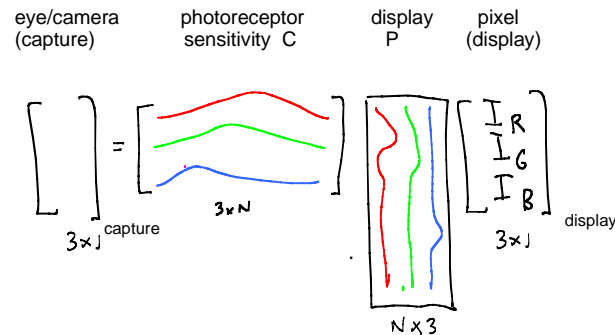 eye/camera photoreceptor display pixel
(capture) sensitivity C P (display)
=
I R
I G
I B
3×N
capture
3×1
3×1
display
N×3